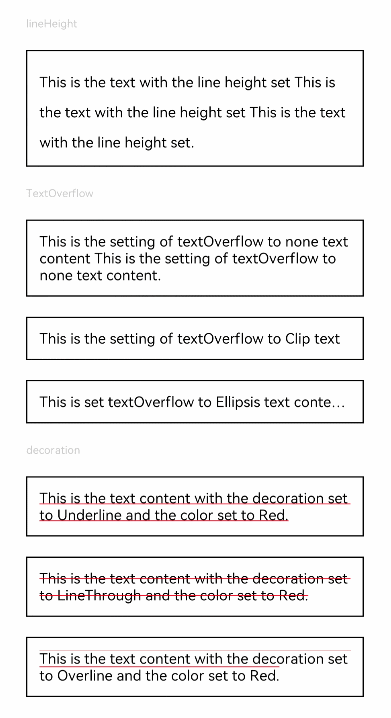 lineHeight
This is the text with the line height set This is
the text with the line height set This is the text
with the line height set.
TextOverflow
This is the setting of textOverflow to none text
content This is the setting of textOverflow to
none text content.
This is the setting of textOverflow to Clip text
This is set textOverflow to Ellipsis text conte...
decoration
This is the text content with the decoration set
to Underline and the color set to Red.
This is the text content with the decoration set
to LineThrough and the color set to Red.
This is the text content with the decoration set
to Overline and the color set to Red.